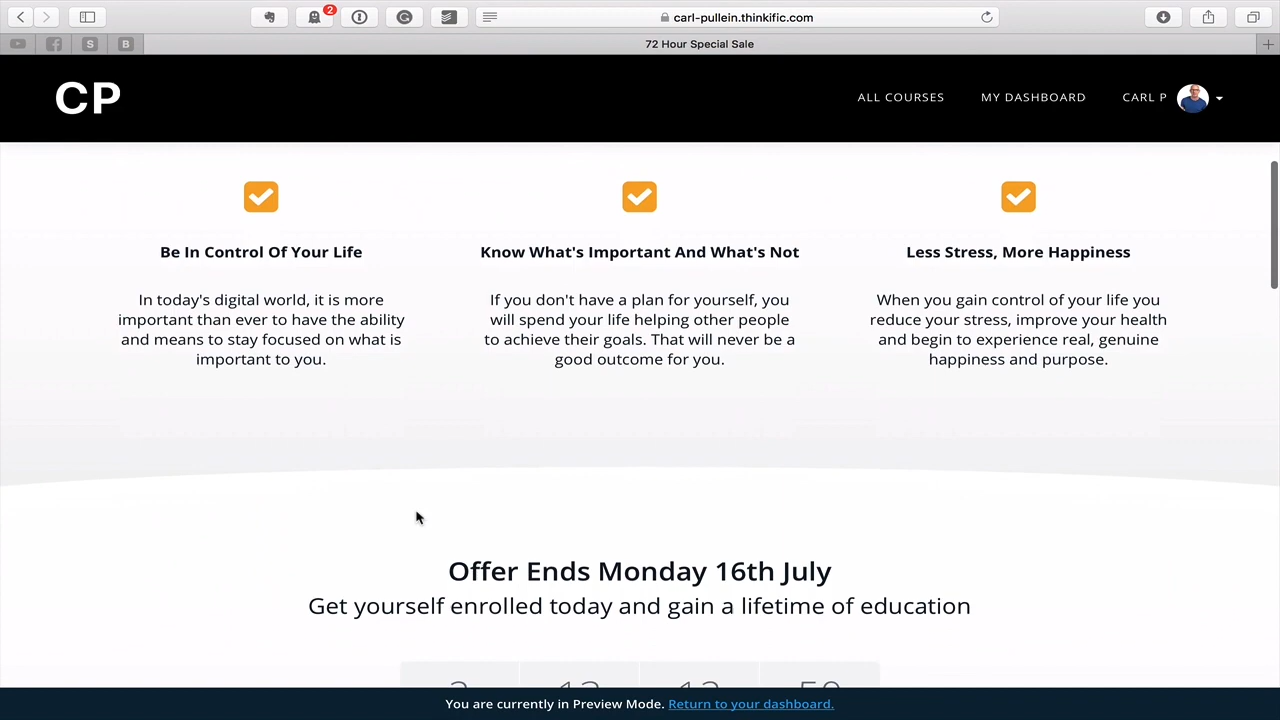 2
carl-pullein.thinkific.com
72 Hour Special Sale
S
B
CP
ALL COURSES
MY DASHBOARD
CARL P
Be In Control Of Your Life
In today's digital world, it is more
important than ever to have the ability
and means to stay focused on what is
important to you.
Know What's Important And What's Not
If you don't have a plan for yourself, you
will spend your life helping other people
to achieve their goals. That will never be a
good outcome for you.
Less Stress, More Happiness
When you gain control of your life you
reduce your stress, improve your health
and begin to experience real, genuine
happiness and purpose.
Offer Ends Monday 16th July
Get yourself enrolled today and gain a lifetime of education
You are currently in Preview Mode. Return to your dashboard.